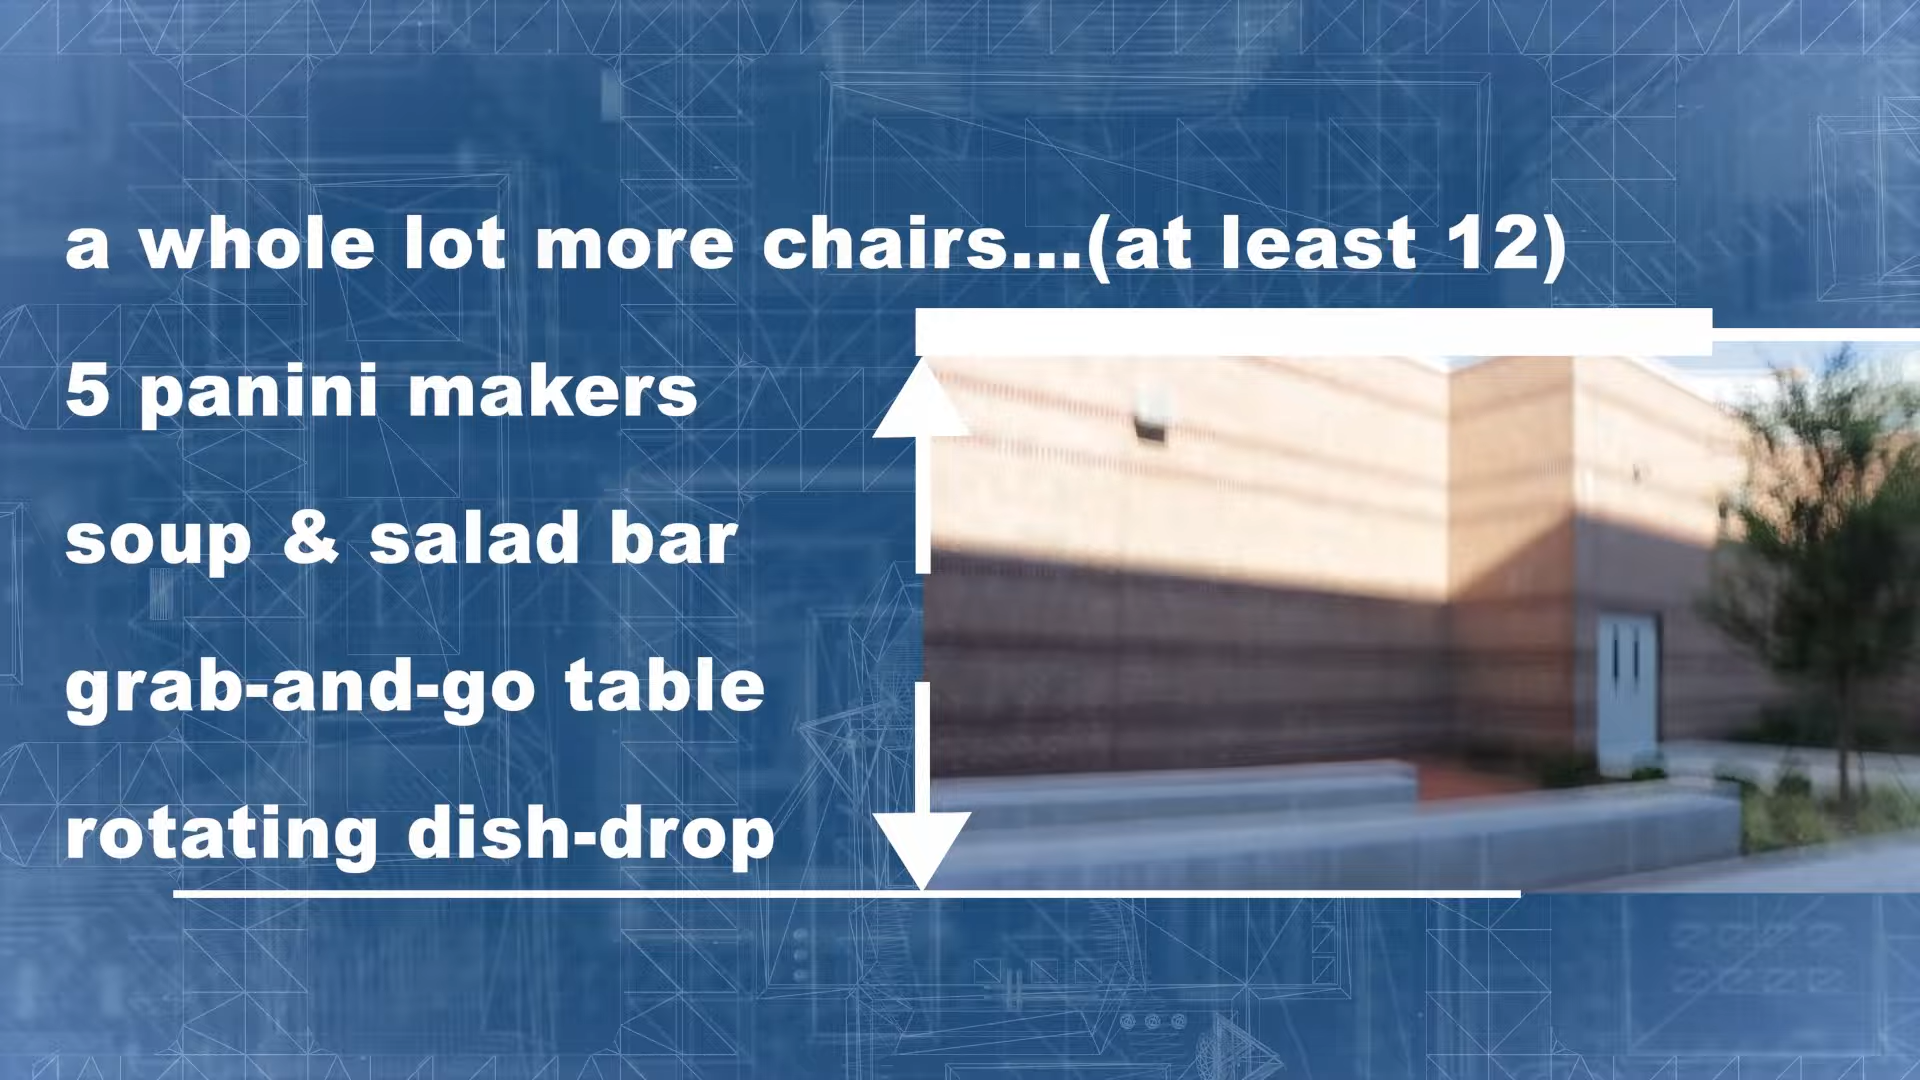 a whole lot more chairs...(at least 12)
5 panini makers
soup & salad bar
grab-and-go table
rotating dish-drop